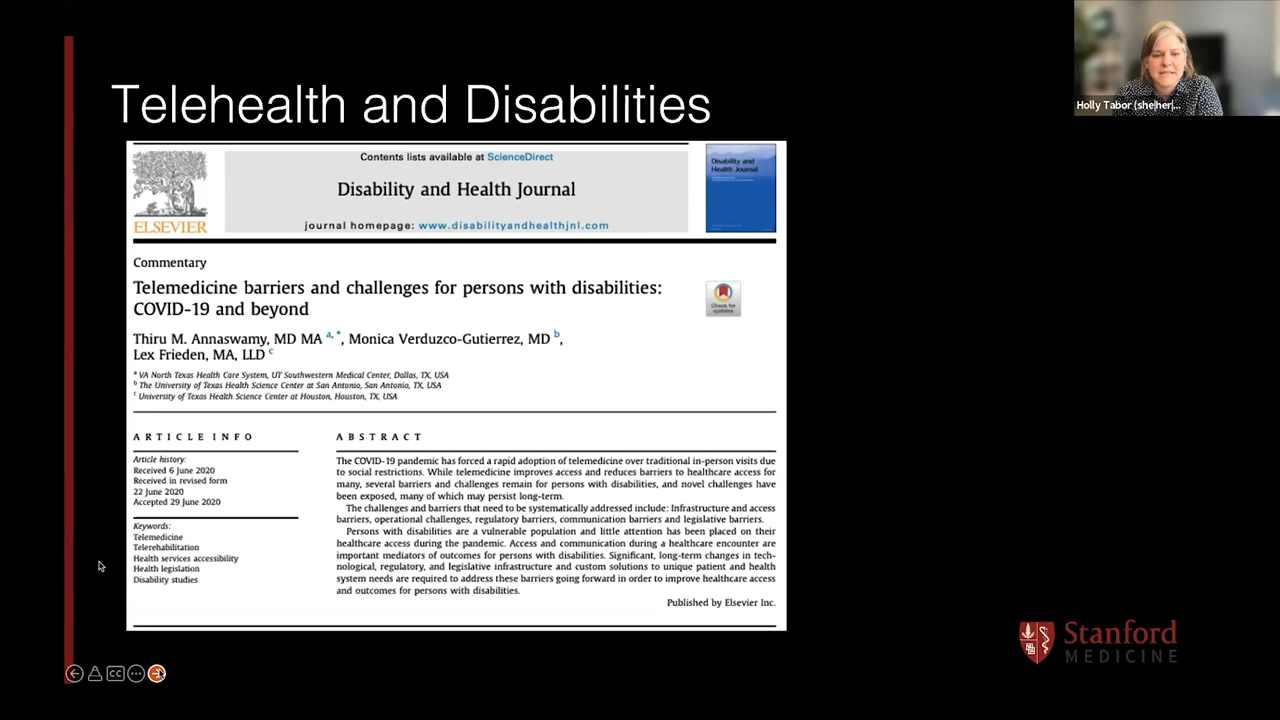 Telehealth and Disabilities
Holly Tabor (she|her|...
Contents lists available at ScienceDirect
Disability and Health Journal
journal homepage: www.disabilityandhealthjnl.com
ELSEVIER
Disability and
Health Journal
Commentary
Telemedicine barriers and challenges for persons with disabilities:
COVID-19 and beyond
Check for
updates
Thiru M. Annaswamy, MD MA a, *, Monica Verduzco-Gutierrez, MD b,
Lex Frieden, MA, LLD c
a VA North Texas Health Care System, UT Southwestern Medical Center, Dallas, TX, USA
b The University of Texas Health Science Center at San Antonio, San Antonio, TX, USA
c University of Texas Health Science Center at Houston, Houston, TX, USA
ARTICLE INFO
Article history:
Received 6 June 2020
Received in revised form
22 June 2020
Accepted 29 June 2020
Keywords:
Telemedicine
Telerehabilitation
Health services accessibility
Health legislation
Disability studies
ABSTRACT
The COVID-19 pandemic has forced a rapid adoption of telemedicine over traditional in-person visits due
to social restrictions. While telemedicine improves access and reduces barriers to healthcare access for
many, several barriers and challenges remain for persons with disabilities, and novel challenges have
been exposed, many of which may persist long-term.
The challenges and barriers that need to be systematically addressed include: Infrastructure and access
barriers, operational challenges, regulatory barriers, communication barriers and legislative barriers.
Persons with disabilities are a vulnerable population and little attention has been placed on their
healthcare access during the pandemic. Access and communication during a healthcare encounter are
important mediators of outcomes for persons with disabilities. Significant, long-term changes in tech-
nological, regulatory, and legislative infrastructure and custom solutions to unique patient and health
system needs are required to address these barriers going forward in order to improve healthcare access
and outcomes for persons with disabilities.
Published by Elsevier Inc.
CC
Stanford
MEDICINE